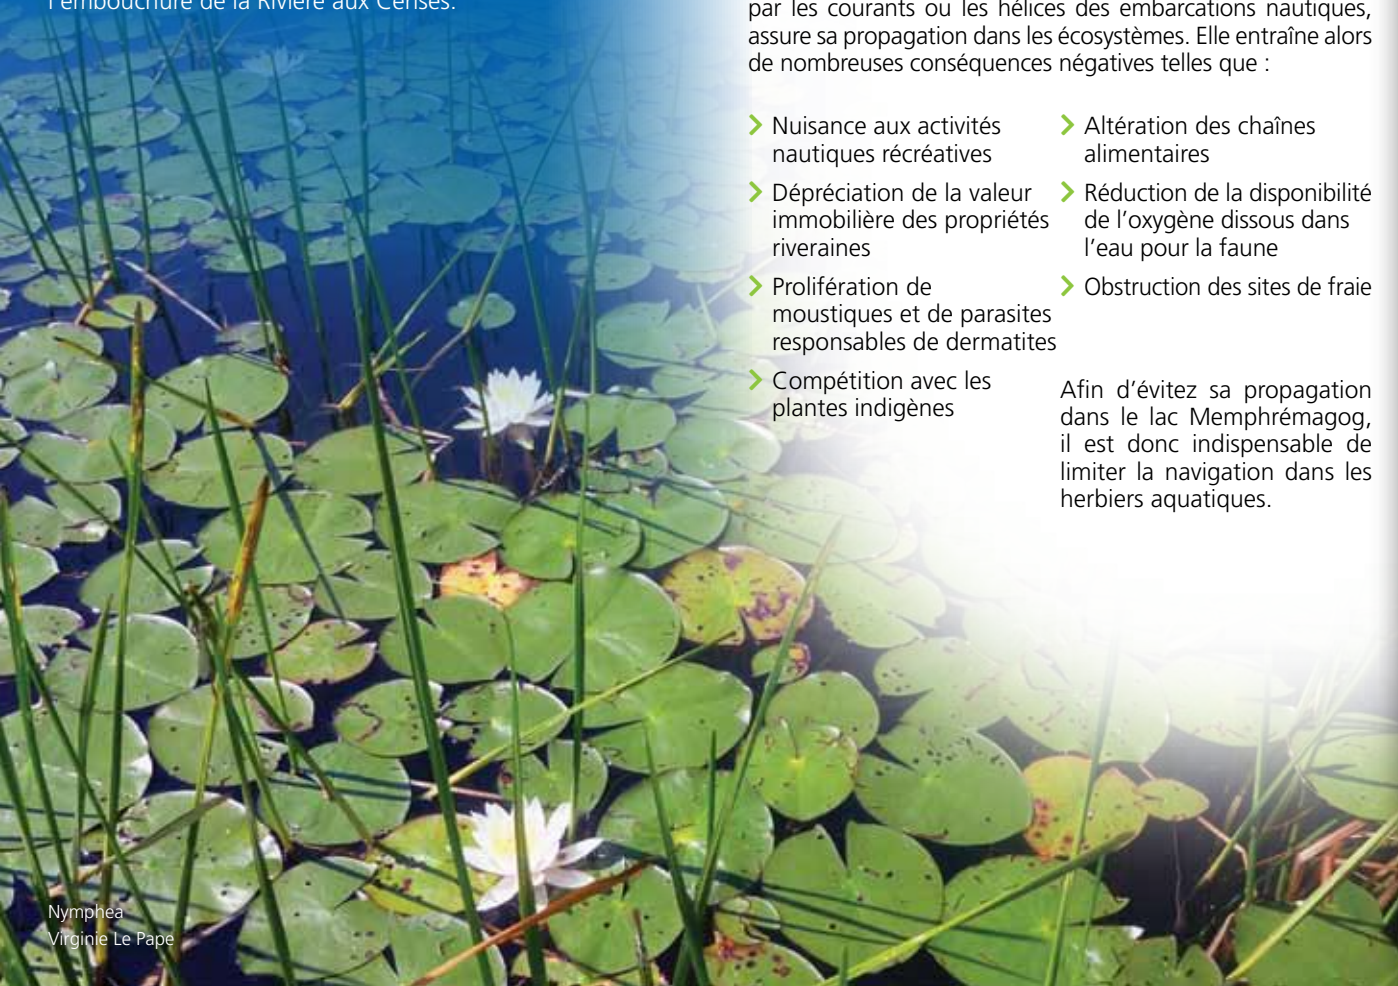 l'embouchure de la Rivière aux Cerises.
par les courants ou les hélices des embarcations nautiques,
assure sa propagation dans les écosystèmes. Elle entraîne alors
de nombreuses conséquences négatives telles que :
Nuisance aux activités
nautiques récréatives
Dépréciation de la valeur
immobilière des propriétés
riveraines
Prolifération de
moustiques et de parasites
responsables de dermatites
Compétition avec les
plantes indigènes
Altération des chaînes
alimentaires
Réduction de la disponibilité
de l'oxygène dissous dans
l'eau pour la faune
Obstruction des sites de fraie
Afin d'évitez sa propagation
dans le lac Memphrémagog,
il est donc indispensable de
limiter la navigation dans les
herbiers aquatiques.
Nymphea
Virginie Le Pape